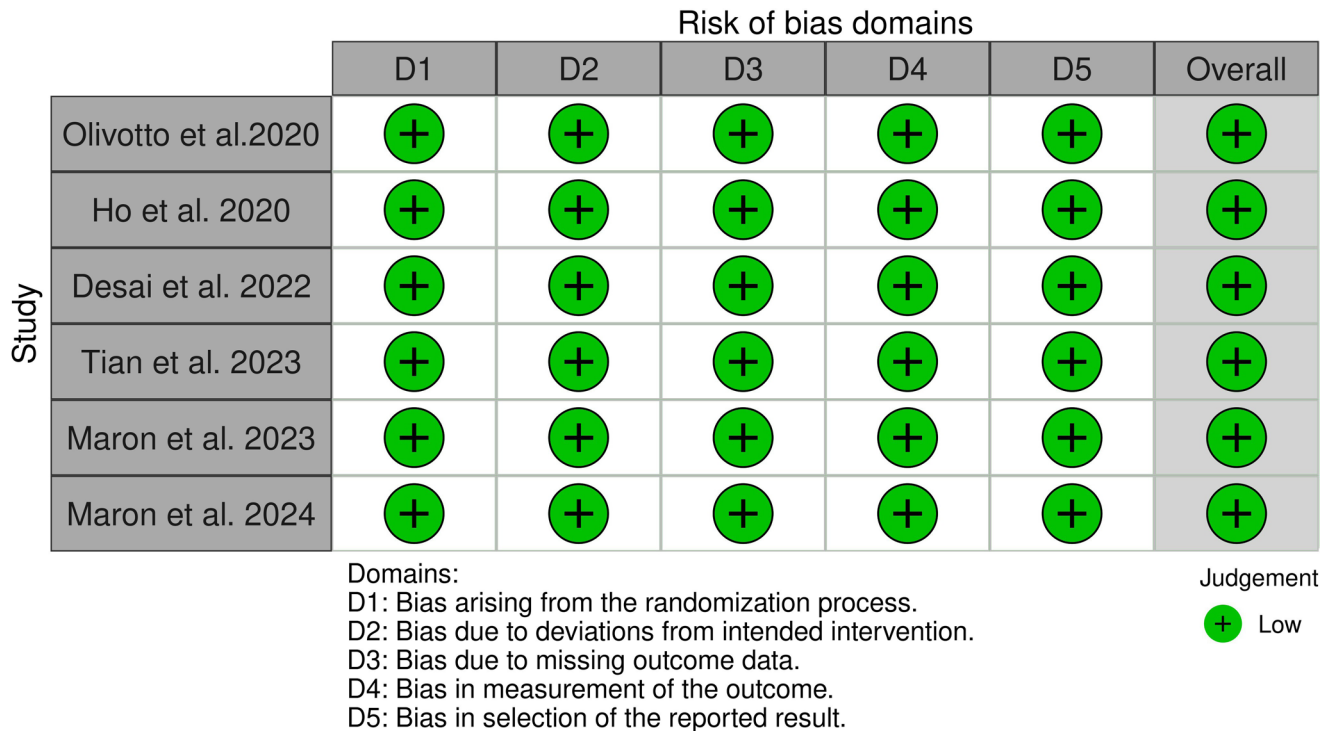 Risk of bias domains
D1 D2 D3 D4 D5 Overall
Study
Olivotto et al.2020 + + + + + +
Ho et al. 2020 + + + + + +
Desai et al. 2022 + + + + + +
Tian et al. 2023 + + + + + +
Maron et al. 2023 + + + + + +
Maron et al. 2024 + + + + + +
Domains:
D1: Bias arising from the randomization process.
D2: Bias due to deviations from intended intervention.
D3: Bias due to missing outcome data.
D4: Bias in measurement of the outcome.
D5: Bias in selection of the reported result.
Judgement
+ Low